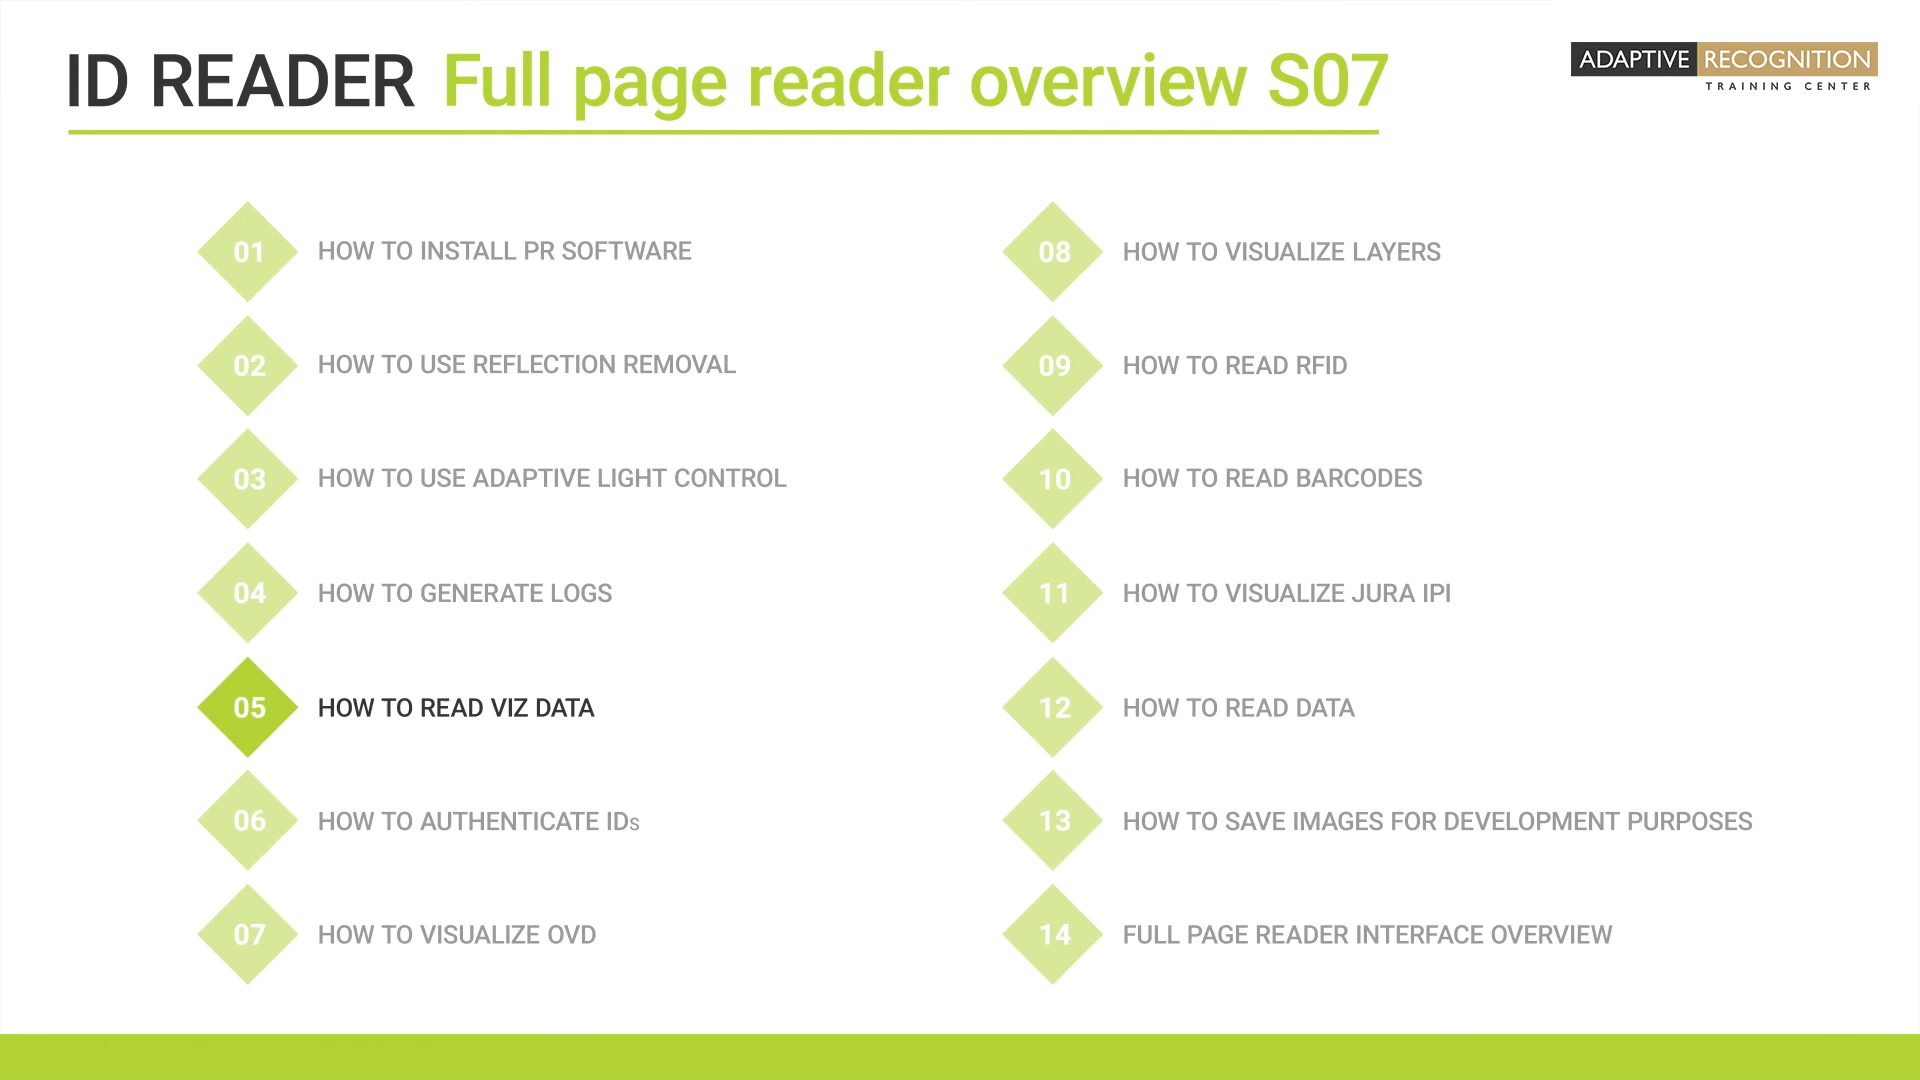 ID READER Full page reader overview S07
ADAPTIVE RECOGNITION
TRAINING CENTER
01 HOW TO INSTALL PR SOFTWARE
02 HOW TO USE REFLECTION REMOVAL
03 HOW TO USE ADAPTIVE LIGHT CONTROL
04 HOW TO GENERATE LOGS
05 HOW TO READ VIZ DATA
06 HOW TO AUTHENTICATE IDs
07 HOW TO VISUALIZE OVD
08 HOW TO VISUALIZE LAYERS
09 HOW TO READ RFID
10 HOW TO READ BARCODES
11 HOW TO VISUALIZE JURA IPI
12 HOW TO READ DATA
13 HOW TO SAVE IMAGES FOR DEVELOPMENT PURPOSES
14 FULL PAGE READER INTERFACE OVERVIEW